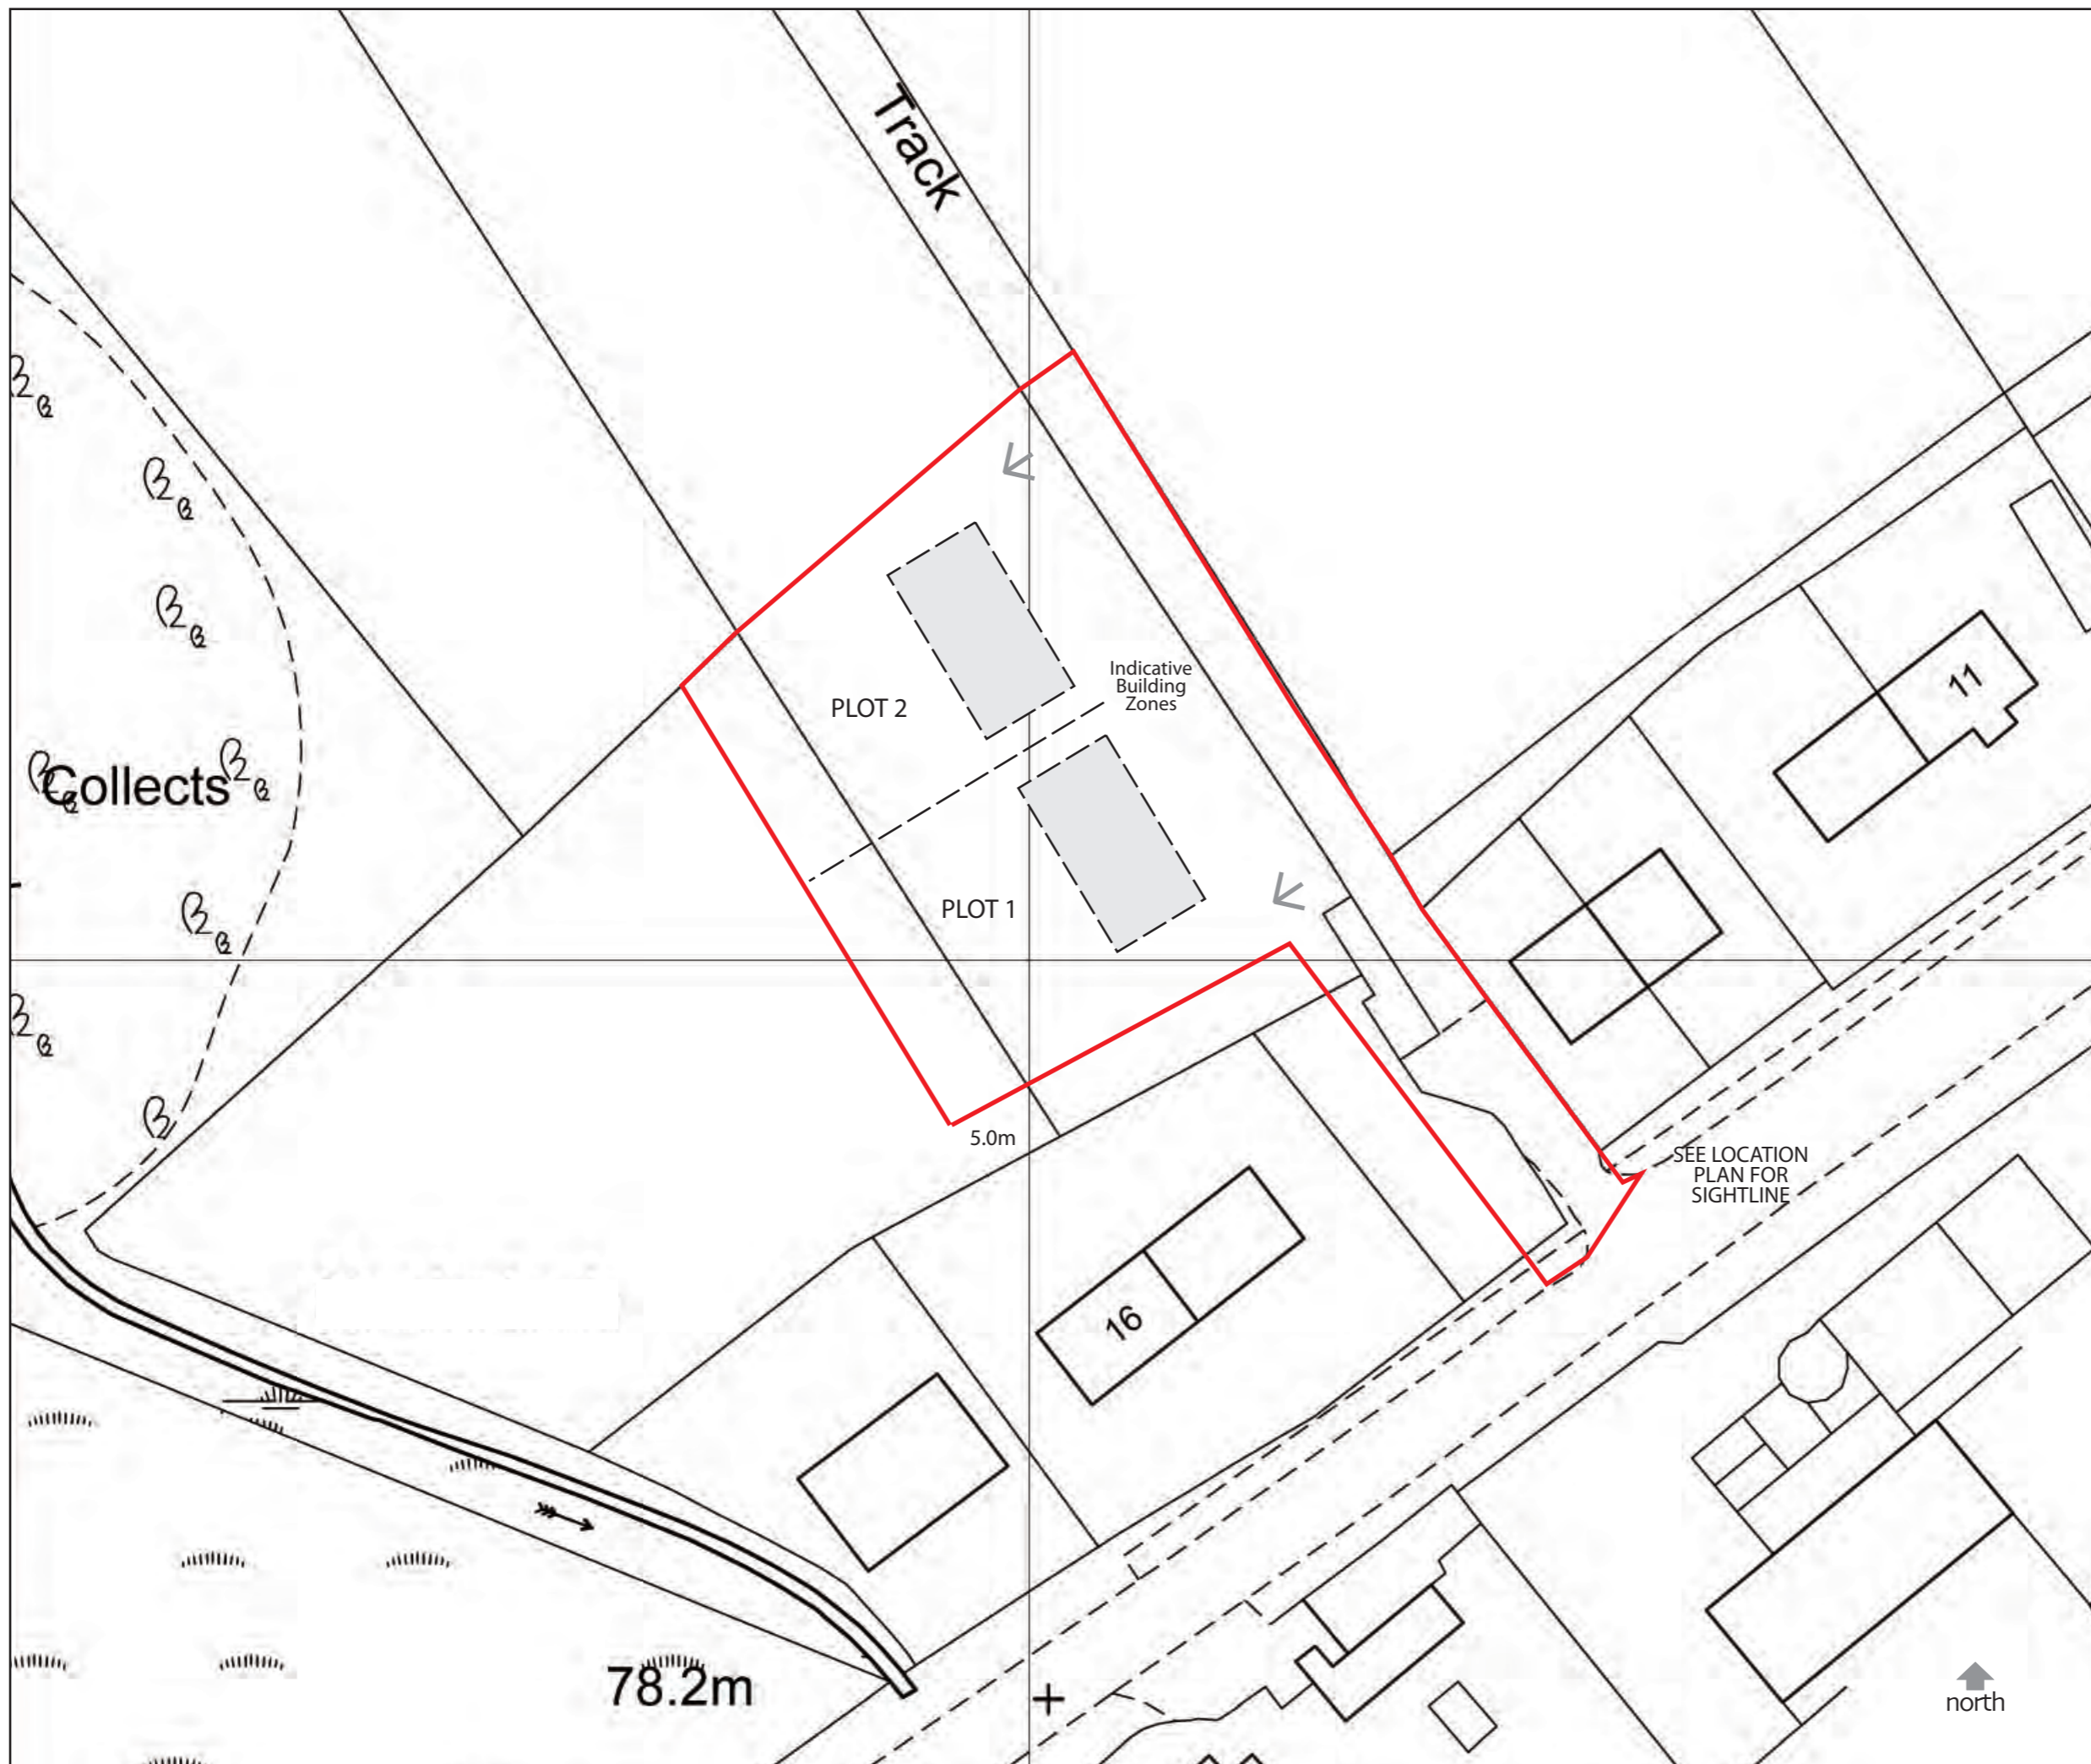 Track
Indicative
Building
Zones
PLOT 2
11
Collects
PLOT 1
5.0m
SEE LOCATION
PLAN FOR
SIGHTLINE
16
78.2m
north